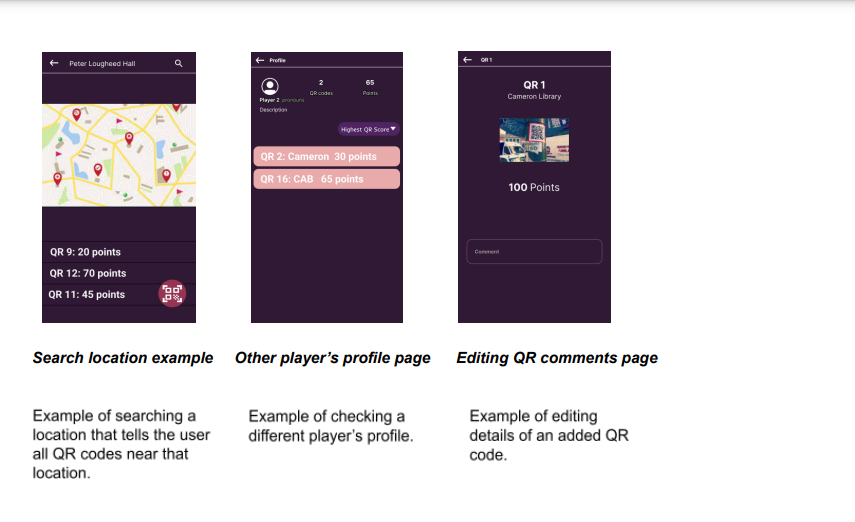 Peter Lougheed Hall
QR 9: 20 points
QR 12: 70 points
QR 11: 45 points
Profile
2
65
QR codes
Points
Player 2 pronouns
Description
Highest QR Score
QR 2: Cameron 30 points
QR 16: CAB 65 points
QR 1
QR 1
Cameron Library
100 Points
Comment
Search location example
Other player's profile page
Editing QR comments page
Example of searching a
location that tells the user
all QR codes near that
location.
Example of checking a
different player's profile.
Example of editing
details of an added QR
code.